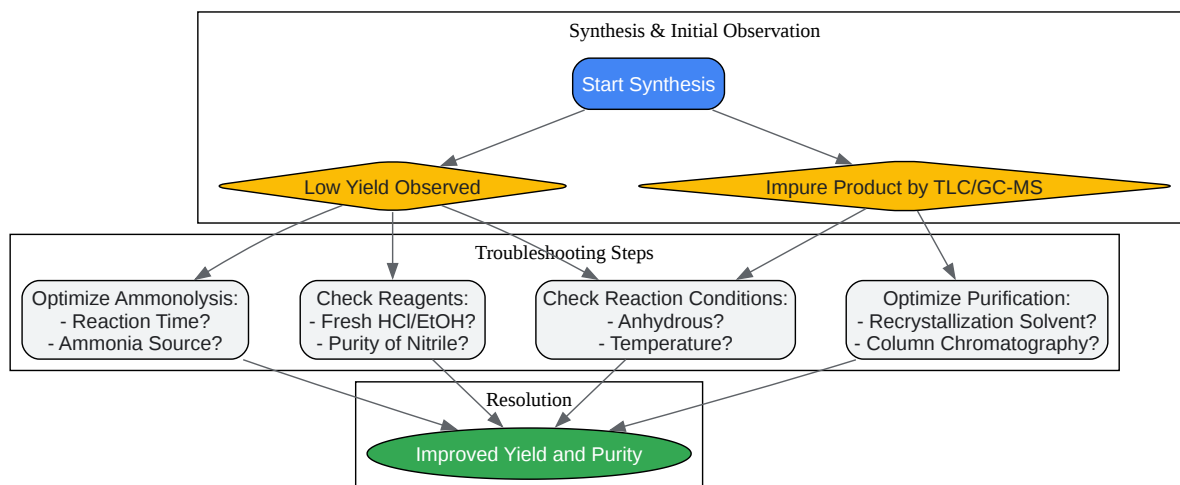 Synthesis & Initial Observation
Start Synthesis
Low Yield Observed
Impure Product by TLC/GC-MS
Troubleshooting Steps
Optimize Ammonolysis:
- Reaction Time?
- Ammonia Source?
Check Reagents:
- Fresh HCl/EtOH?
- Purity of Nitrile?
Check Reaction Conditions:
- Anhydrous?
- Temperature?
Optimize Purification:
- Recrystallization Solvent?
- Column Chromatography?
Resolution
Improved Yield and Purity